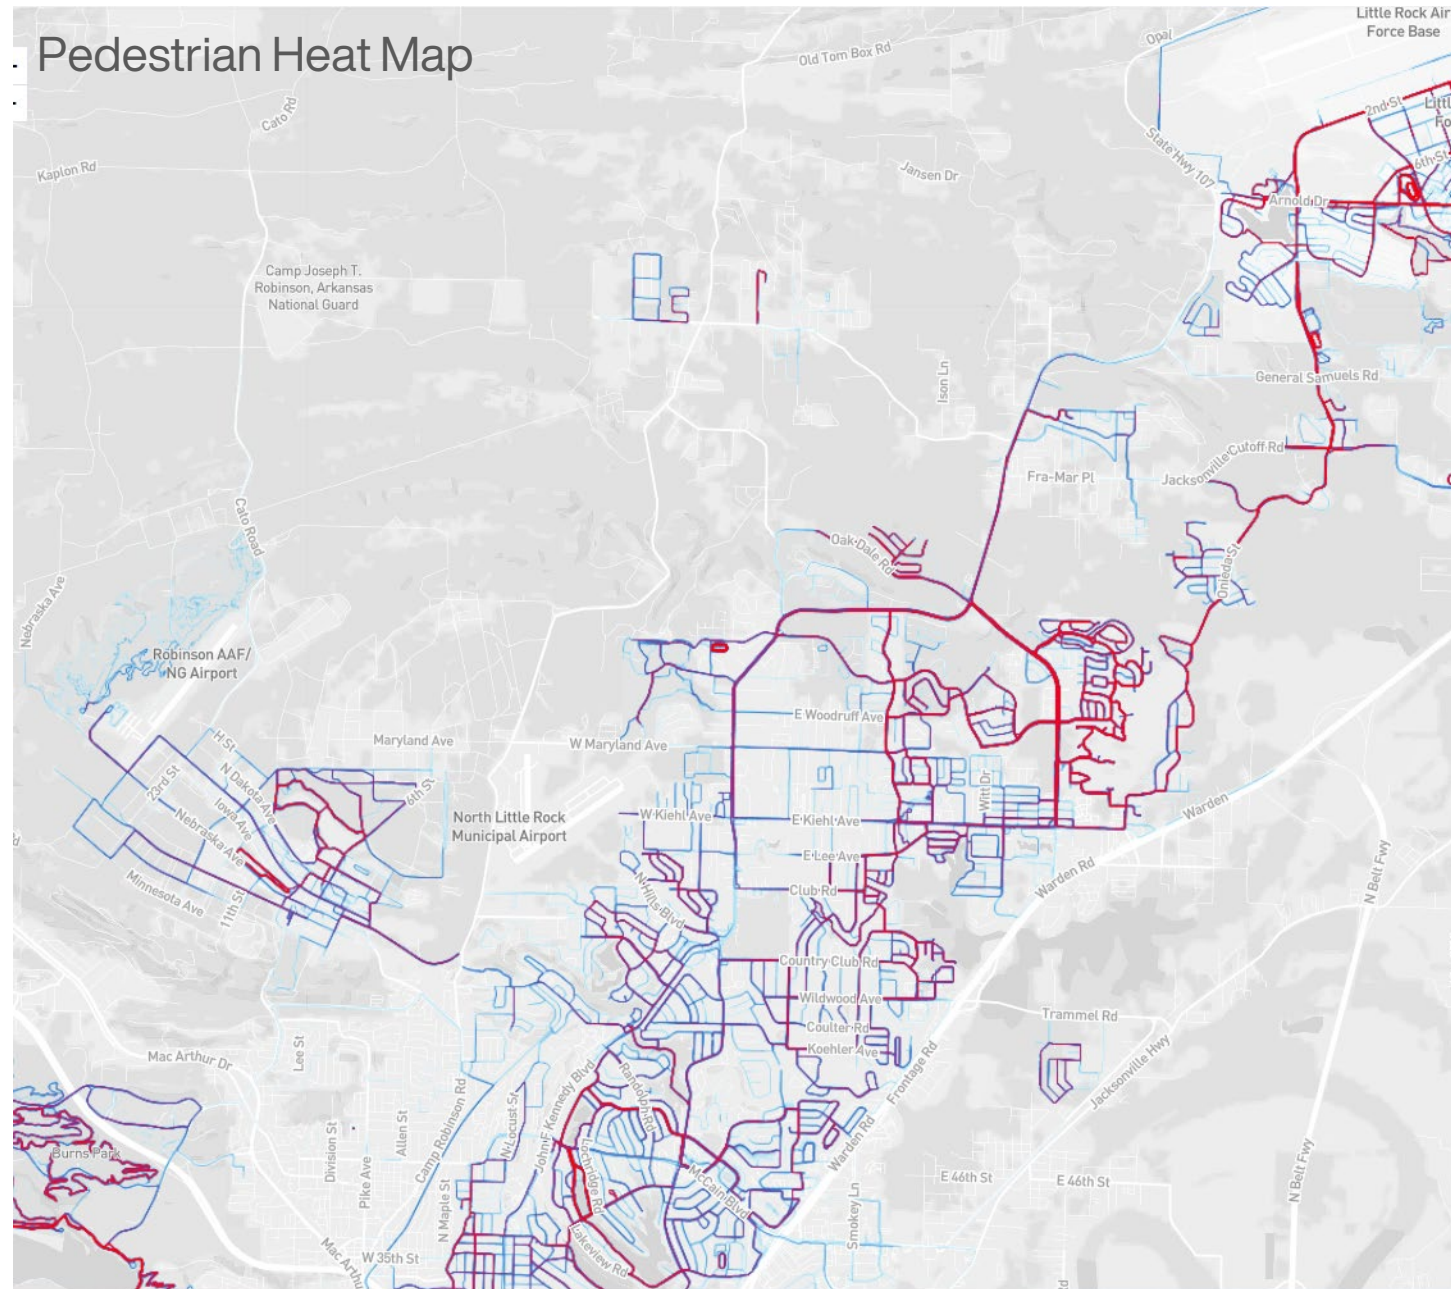 Pedestrian Heat Map
Little Rock Air
Force Base
Opal
Old Tom Box Rd
Cato Rd
2nd St
Littl
Fo
6th St
State Hwy 107
Kaplon Rd
Jansen Dr
Arnold Dr
Camp Joseph T.
Robinson, Arkansas
National Guard
Ison Ln
General Samuels Rd
Jacksonville Cutoff Rd
Fra-Mar Pl
Cato Road
Oak Dale Rd
Onieda St
Nebraska Ave
Robinson AAF/
NG Airport
E Woodruff Ave
Maryland Ave
W Maryland Ave
H St
23rd St
N Dakota Ave
Iowa Ave
6th St
Witt Dr
Warden
North Little Rock
Municipal Airport
W Kiehl Ave
E Kiehl Ave
Nebraska Ave
E Lee Ave
Minnesota Ave
11th St
N Hills Blvd
Club Rd
Warden Rd
N Belt Fwy
Country Club Rd
Wildwood Ave
Trammel Rd
Coulter Rd
Koehler Ave
Mac Arthur Dr
Lee St
Frontage Rd
Jacksonville Hwy
John F Kennedy Blvd
Randolph Rd
Camp Robinson Rd
N Locust St
Allen St
Division St
Burns Park
Lochridge Rd
Warden Rd
Pike Ave
N Maple St
McCain Blvd
E 46th St
E 46th St
N Belt Fwy
Smokey Ln
Lakeview Rd
W 35th St
Mac Arthu